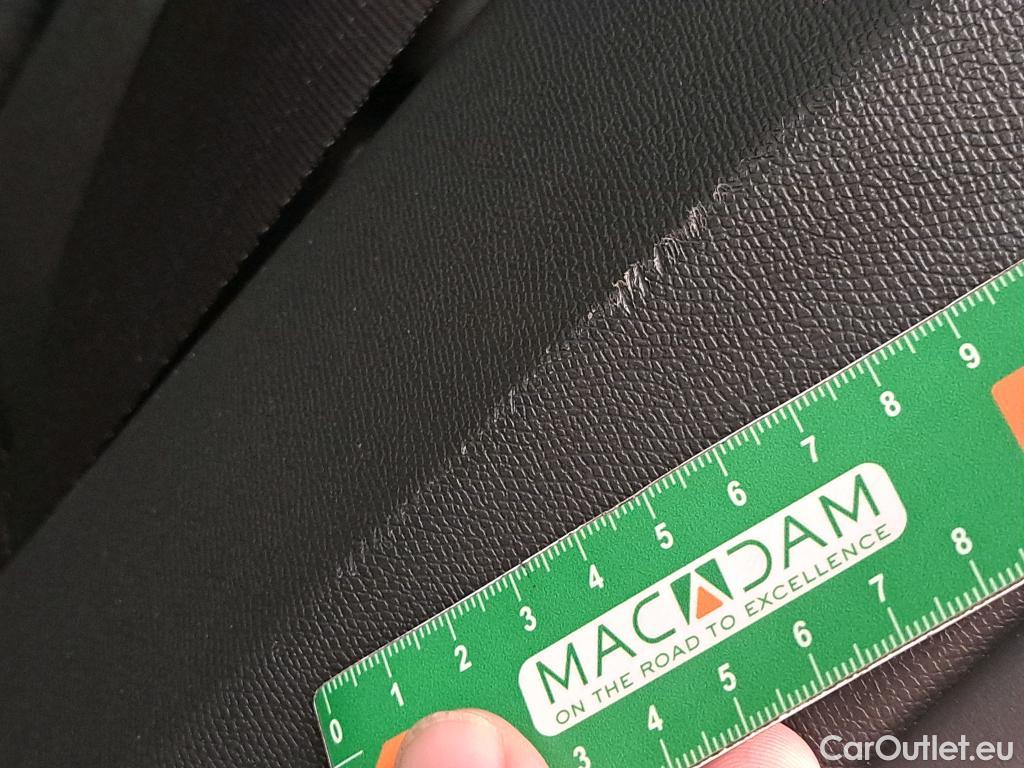 0 1 2 3 4 5 6 7 8 9
MACADAM
ON THE ROAD TO EXCELLENCE
3 4 5 6 7 8
CarOutlet.eu